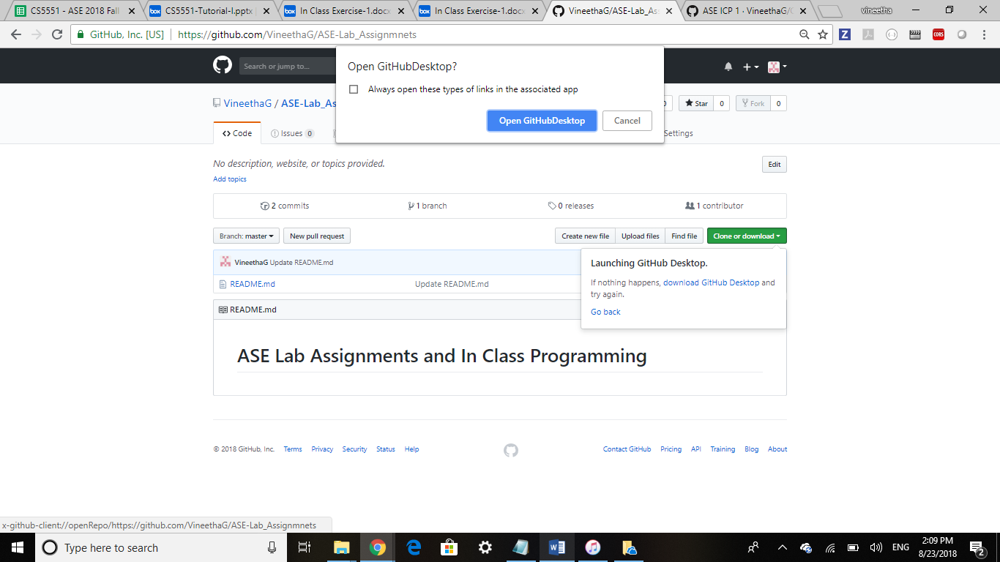 CS5551 - ASE 2018 Fall
CS5551-Tutorial-I.pptx
In Class Exercise-1.docx
In Class Exercise-1.docx
VineethaG/ASE-Lab_As
ASE ICP 1 · VineethaG/
vineetha
GitHub, Inc. [US]
https://github.com/VineethaG/ASE-Lab_Assignmnets
Search or jump to...
Open GitHubDesktop?
Always open these types of links in the associated app
Open GitHubDesktop
Cancel
VineethaG / ASE-Lab_As
0
Star
0
Fork
0
Code
Issues 0
Settings
No description, website, or topics provided.
Edit
Add topics
2 commits
1 branch
0 releases
1 contributor
Branch: master
New pull request
Create new file
Upload files
Find file
Clone or download
VineethaG Update README.md
README.md
Update README.md
Launching GitHub Desktop.
If nothing happens, download GitHub Desktop and
try again.
Go back
README.md
ASE Lab Assignments and In Class Programming
© 2018 GitHub, Inc.
Terms
Privacy
Security
Status
Help
Contact GitHub
Pricing
API
Training
Blog
About
x-github-client://openRepo/https://github.com/VineethaG/ASE-Lab_Assignmnets
Type here to search
ENG
2:09 PM
8/23/2018
2